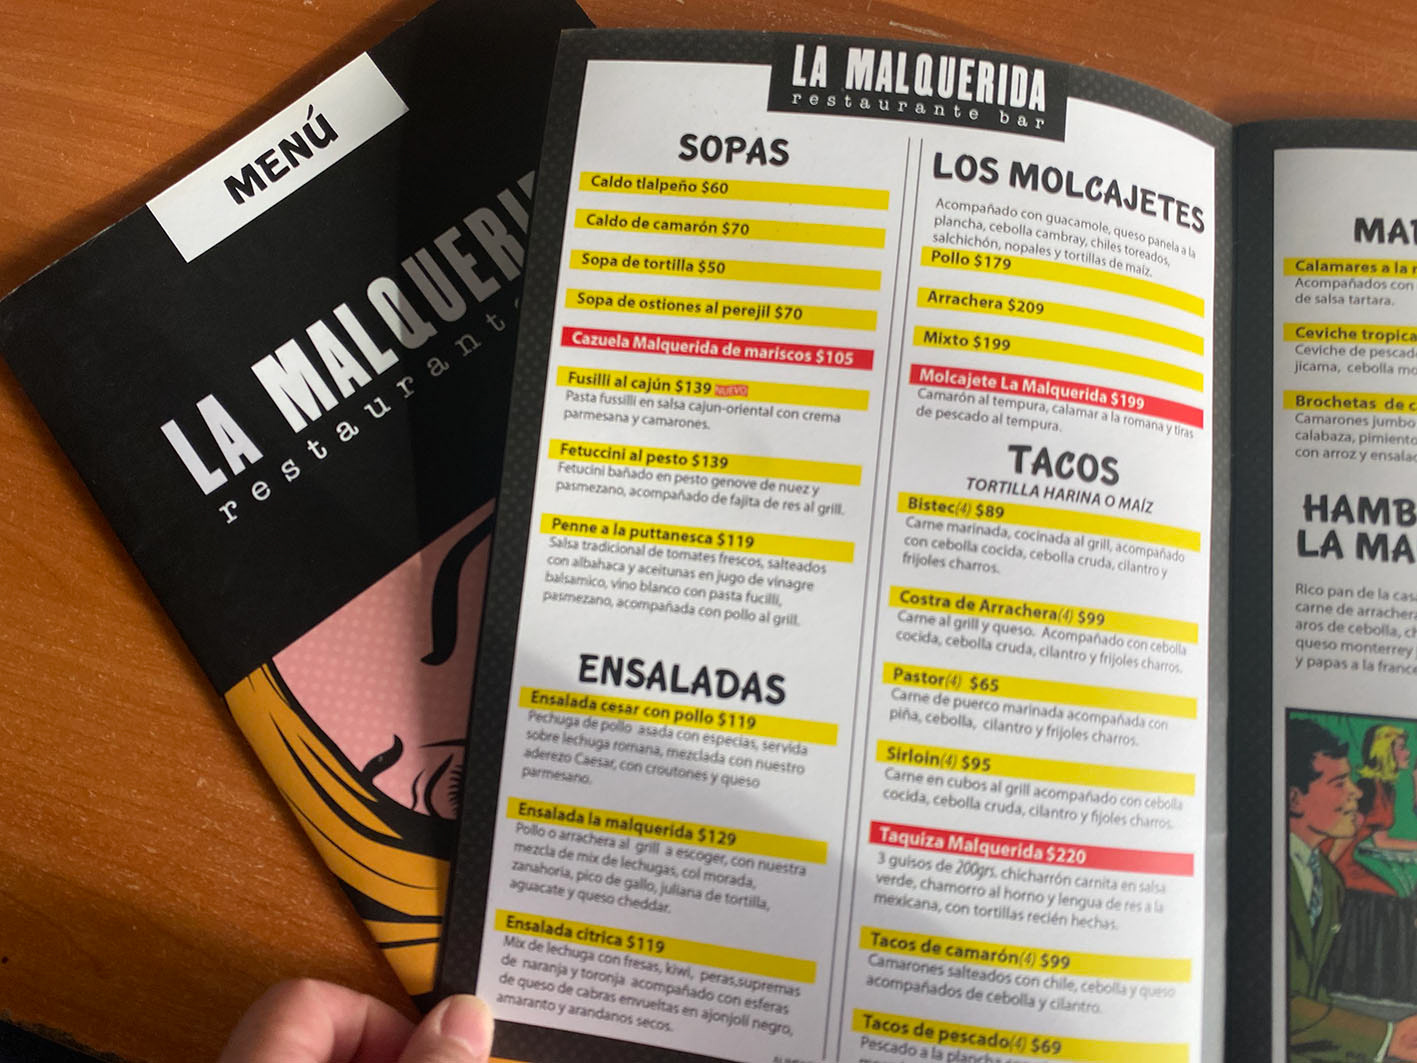 MENÚ
LA MALQUERI
restaurant
LA MALQUERIDA
restaurante bar
SOPAS
Caldo tlalpeño $60
Caldo de camarón $70
Sopa de tortilla $50
Sopa de ostiones al perejil $70
Cazuela Malquerida de mariscos $105
Fusilli al cajún $139 NUEVO
Pasta fussilli en salsa cajun-oriental con crema
parmesana y camarones.
Fetuccini al pesto $139
Fetucini bañado en pesto genove de nuez y
pasmezano, acompañado de fajita de res al grill.
Penne a la puttanesca $119
Salsa tradicional de tomates frescos, salteados
con albahaca y aceitunas en jugo de vinagre
balsamico, vino blanco con pasta fucilli,
pasmezano, acompañada con pollo al grill.
ENSALADAS
Ensalada cesar con pollo $119
Pechuga de pollo asada con especias, servida
sobre lechuga romana, mezclada con nuestro
aderezo Caesar, con croutones y queso
parmesano.
Ensalada la malquerida $129
Pollo o arrachera al grill a escoger, con nuestra
mezcla de mix de lechugas, col morada,
zanahoria, pico de gallo, juliana de tortilla,
aguacate y queso cheddar.
Ensalada citrica $119
Mix de lechuga con fresas, kiwi, peras,supremas
de naranja y toronja acompañado con esferas
de queso de cabras envueltas en ajonjolí negro,
amaranto y arandanos secos.
LOS MOLCAJETES
Acompañado con guacamole, queso panela a la
plancha, cebolla cambray, chiles toreados,
salchichón, nopales y tortillas de maíz.
Pollo $179
Arrachera $209
Mixto $199
Molcajete La Malquerida $199
Camarón al tempura, calamar a la romana y tiras
de pescado al tempura.
TACOS
TORTILLA HARINA O MAÍZ
Bistec(4) $89
Carne marinada, cocinada al grill, acompañado
con cebolla cocida, cebolla cruda, cilantro y
frijoles charros.
Costra de Arrachera(4) $99
Carne al grill y queso. Acompañado con cebolla
cocida, cebolla cruda, cilantro y frijoles charros.
Pastor(4) $65
Carne de puerco marinada acompañada con
piña, cebolla, cilantro y frijoles charros.
Sirloin(4) $95
Carne en cubos al grill acompañado con cebolla
cocida, cebolla cruda, cilantro y fijoles charros.
Taquiza Malquerida $220
3 guisos de 200grs. chicharrón carnita en salsa
verde, chamorro al horno y lengua de res a la
mexicana, con tortillas recién hechas.
Tacos de camarón(4) $99
Camarones salteados con chile, cebolla y queso
acompañados de cebolla y cilantro.
Tacos de pescado(4) $69
Pescado a la plancha
MA
Calamares a la
Acompañados con
de salsa tartara.
Ceviche tropica
Ceviche de pescad
jicama, cebolla mo
Brochetas de c
Camarones jumbo
calabaza, pimiento
con arroz y ensalad
HAMB
LA MA
Rico pan de la cas
carne de arrachera
aros de cebolla, ch
queso monterrey
y papas a la france